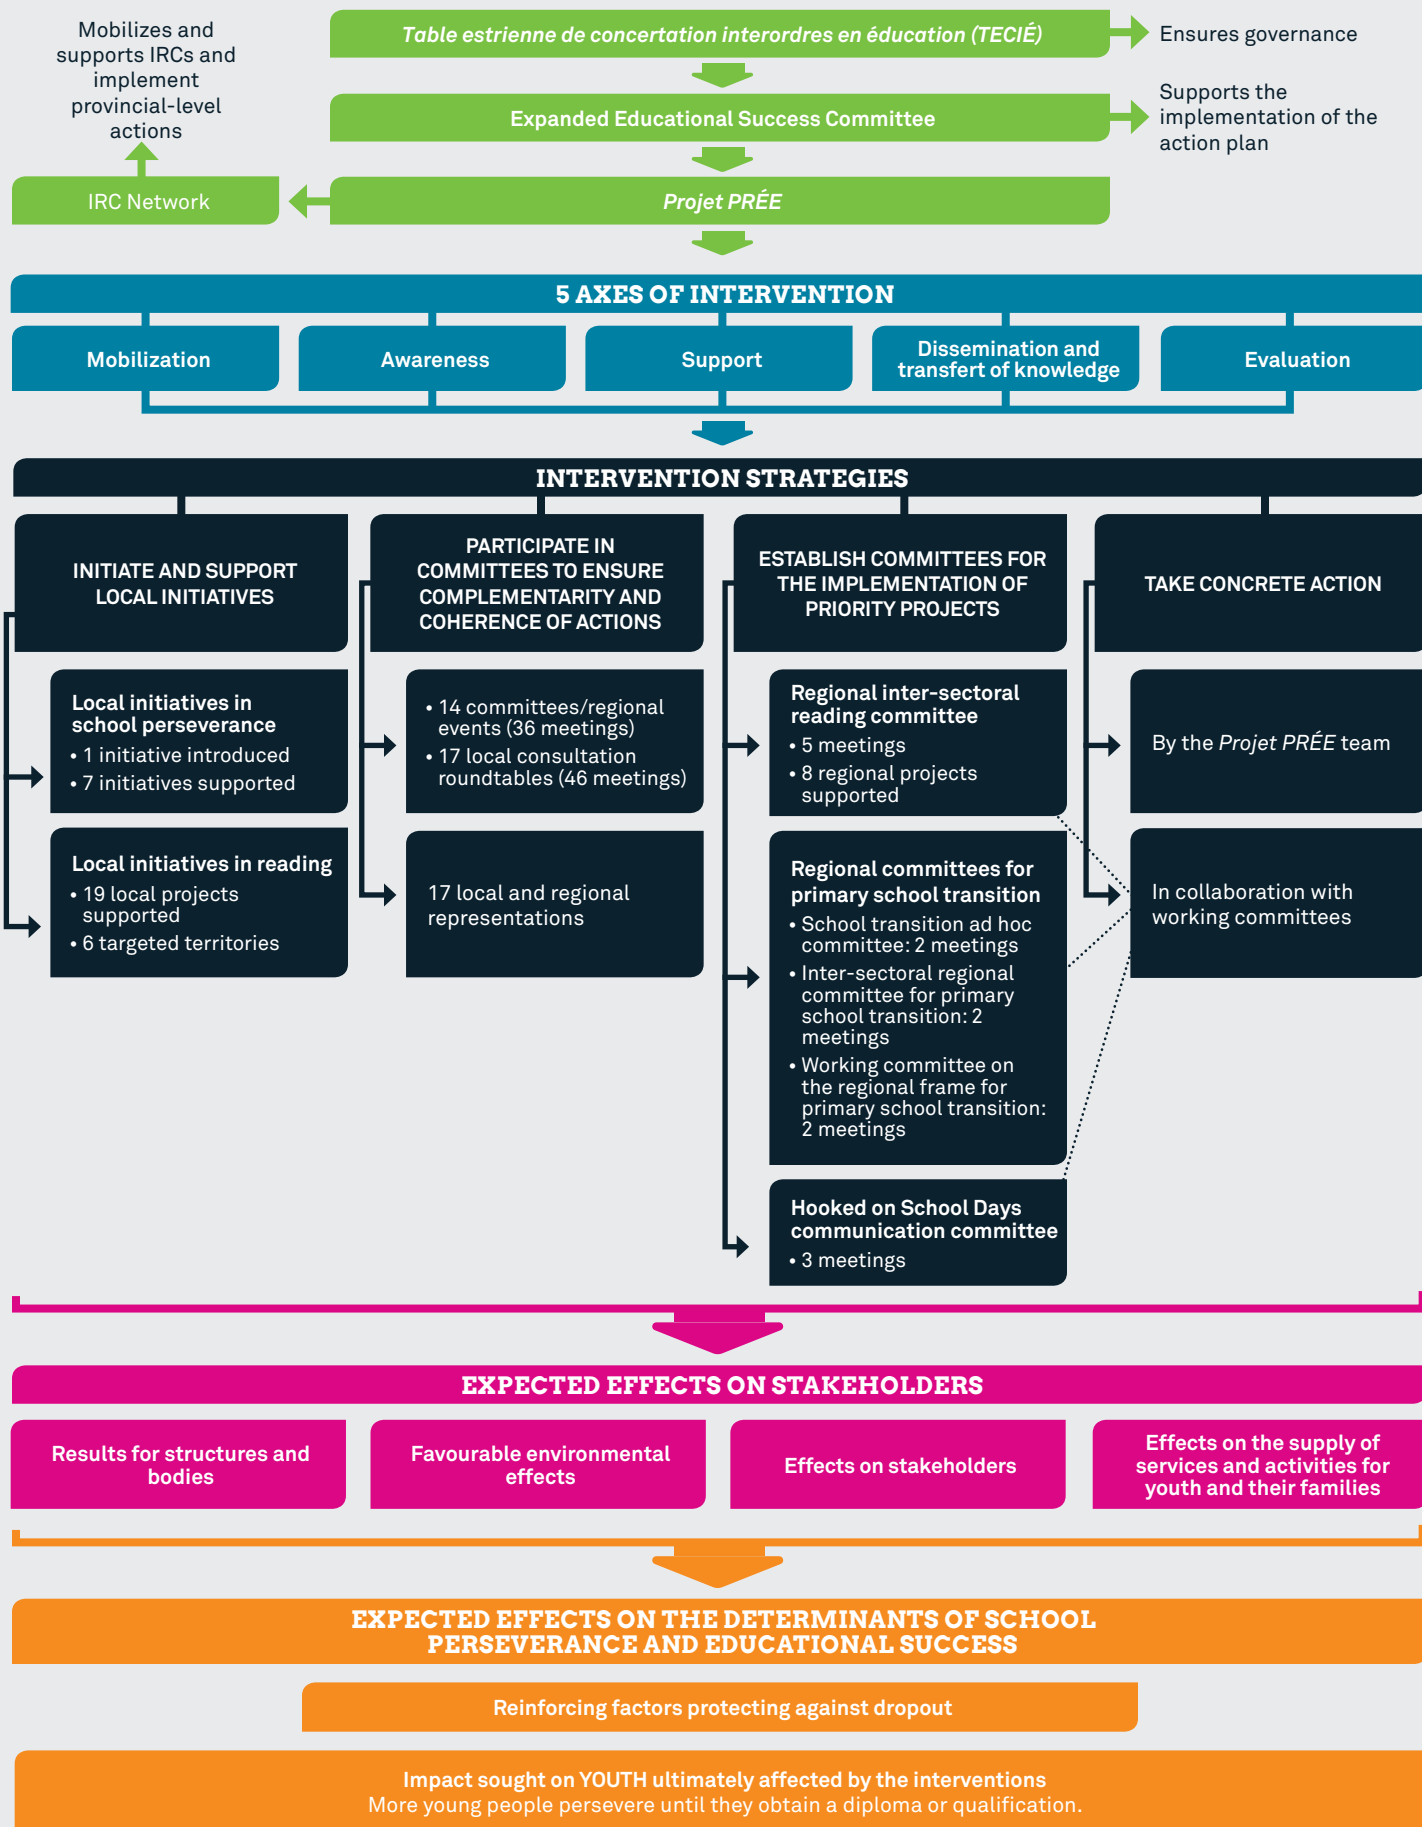 Mobilizes and
supports IRCs and
implement
provincial-level
actions
Table estrienne de concertation interordres en éducation (TECIÉ)
Ensures governance
Expanded Educational Success Committee
Supports the
implementation of the
action plan
IRC Network
Projet PRÉE
5 AXES OF INTERVENTION
Mobilization
Awareness
Support
Dissemination and
transfert of knowledge
Evaluation
INTERVENTION STRATEGIES
INITIATE AND SUPPORT
LOCAL INITIATIVES
Local initiatives in
school perseverance
• 1 initiative introduced
• 7 initiatives supported
Local initiatives in reading
• 19 local projects
supported
• 6 targeted territories
PARTICIPATE IN
COMMITTEES TO ENSURE
COMPLEMENTARITY AND
COHERENCE OF ACTIONS
• 14 committees/regional
events (36 meetings)
• 17 local consultation
roundtables (46 meetings)
17 local and regional
representations
ESTABLISH COMMITTEES FOR
THE IMPLEMENTATION OF
PRIORITY PROJECTS
Regional inter-sectoral
reading committee
• 5 meetings
• 8 regional projects
supported
Regional committees for
primary school transition
• School transition ad hoc
committee: 2 meetings
• Inter-sectoral regional
committee for primary
school transition: 2
meetings
• Working committee on
the regional frame for
primary school transition:
2 meetings
Hooked on School Days
communication committee
• 3 meetings
TAKE CONCRETE ACTION
By the Projet PRÉE team
In collaboration with
working committees
EXPECTED EFFECTS ON STAKEHOLDERS
Results for structures and
bodies
Favourable environmental
effects
Effects on stakeholders
Effects on the supply of
services and activities for
youth and their families
EXPECTED EFFECTS ON THE DETERMINANTS OF SCHOOL
PERSEVERANCE AND EDUCATIONAL SUCCESS
Reinforcing factors protecting against dropout
Impact sought on YOUTH ultimately affected by the interventions
More young people persevere until they obtain a diploma or qualification.